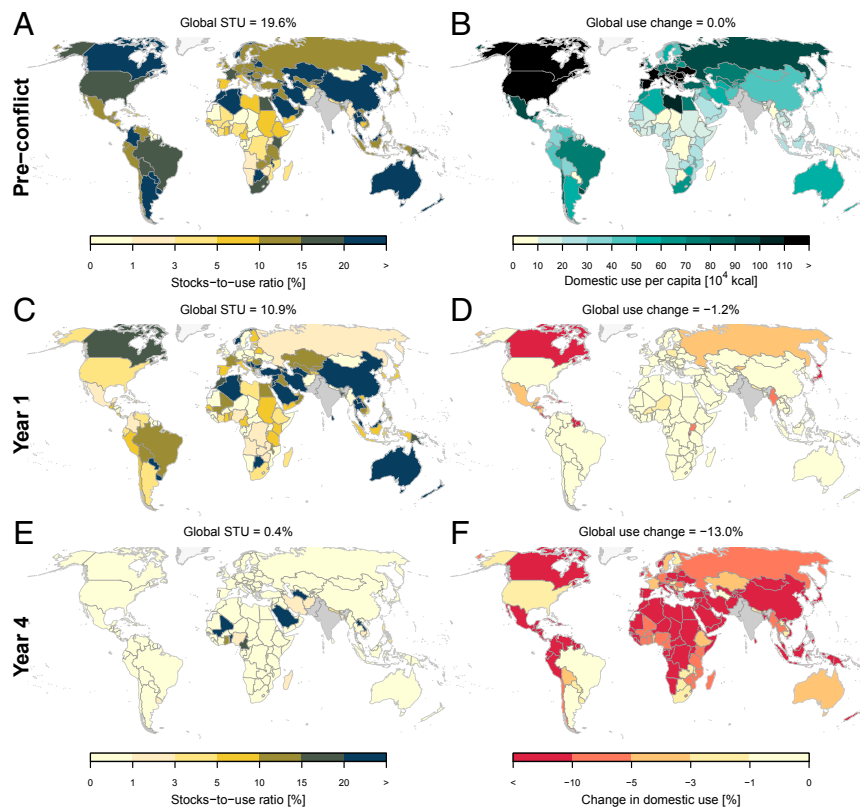 A
Global STU = 19.6%
B
Global use change = 0.0%
Pre−conflict
0 1 3 5 10 15 20 >
Stocks−to−use ratio [%]
0 10 20 30 40 50 60 70 80 90 100 110 >
Domestic use per capita [10⁴ kcal]
C
Global STU = 10.9%
D
Global use change = −1.2%
Year 1
E
Global STU = 0.4%
F
Global use change = −13.0%
Year 4
0 1 3 5 10 15 20 >
Stocks−to−use ratio [%]
< −10 −5 −3 −1 0
Change in domestic use [%]